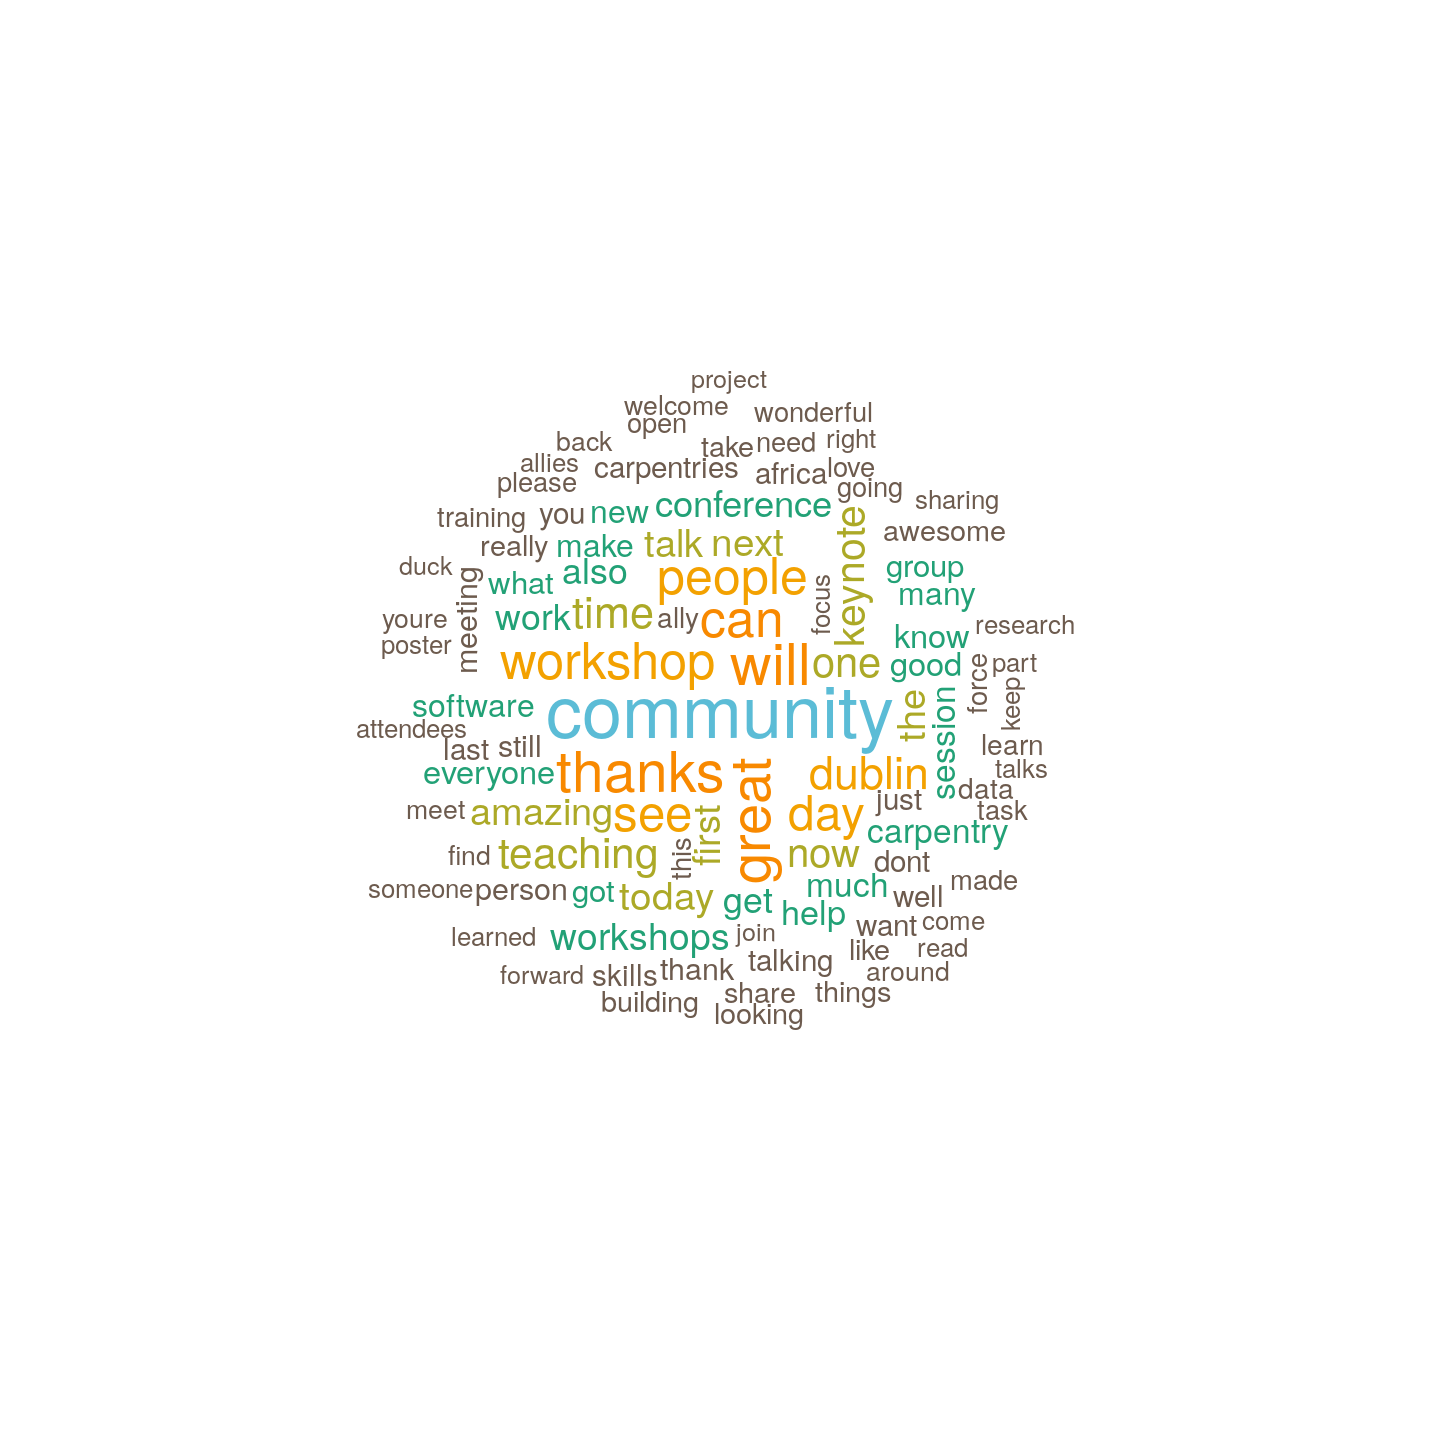 project
welcome
wonderful
open
back
take
need
right
allies
carpentries
africa
love
please
going
sharing
training
you
new
conference
keynote
awesome
really
make
talk
next
duck
meeting
what
also
people
focus
group
many
youre
work
time
ally
can
know
research
poster
workshop
will
one
good
force
part
keep
software
community
the
session
attendees
last
still
learn
everyone
thanks
great
dublin
talks
data
just
task
meet
amazing
see
first
day
carpentry
find
teaching
this
now
dont
someone
person
got
today
get
much
well
made
help
learned
workshops
join
want
come
talking
like
read
forward
skills
thank
around
building
share
things
looking